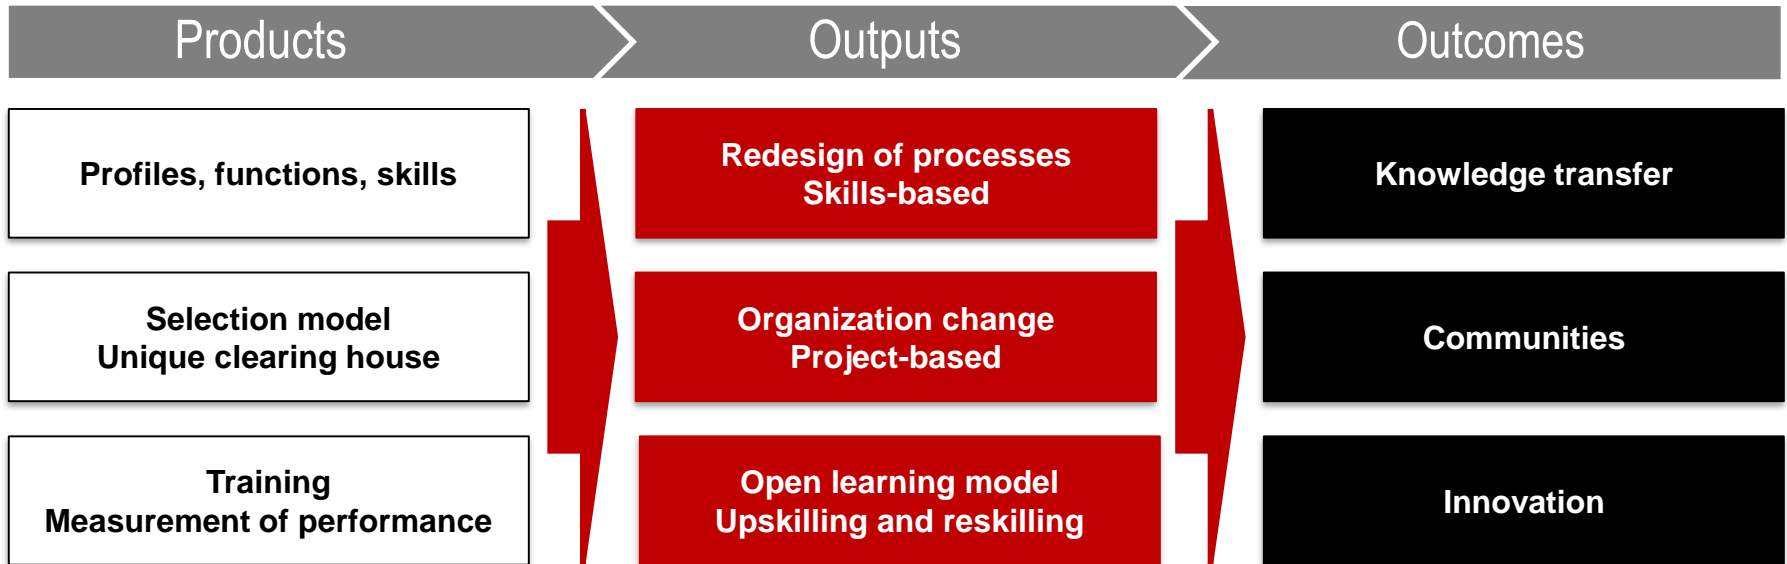 Products
Outputs
Outcomes
Profiles, functions, skills
Redesign of processes
Skills-based
Knowledge transfer
Selection model
Unique clearing house
Organization change
Project-based
Communities
Training
Measurement of performance
Open learning model
Upskilling and reskilling
Innovation